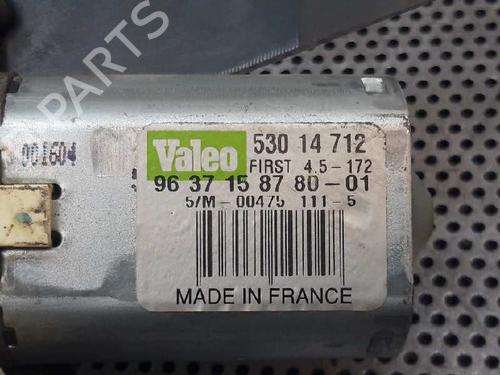 PARTS
001604
Valeo 530 14 712
FIRST 4.5-172
96 37 15 87 80-01
5/M-00475 111-5
MADE IN FRANCE